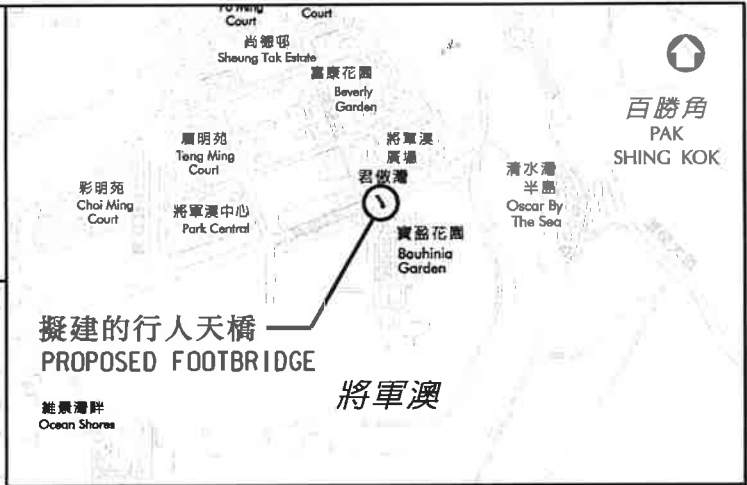 Court
Court
尚德邨
Sheung Tak Estate
富康花園
Beverly
Garden
百勝角
PAK
SHING KOK
將軍澳
廣場
君傲灣
Tong Ming
Court
清水灣
半島
Oscar By
The Sea
彩明苑
Choi Ming
Court
將軍澳中心
Park Central
寶盈花園
Bauhinia
Garden
擬建的行人天橋
PROPOSED FOOTBRIDGE
將軍澳
維景灣畔
Ocean Shores